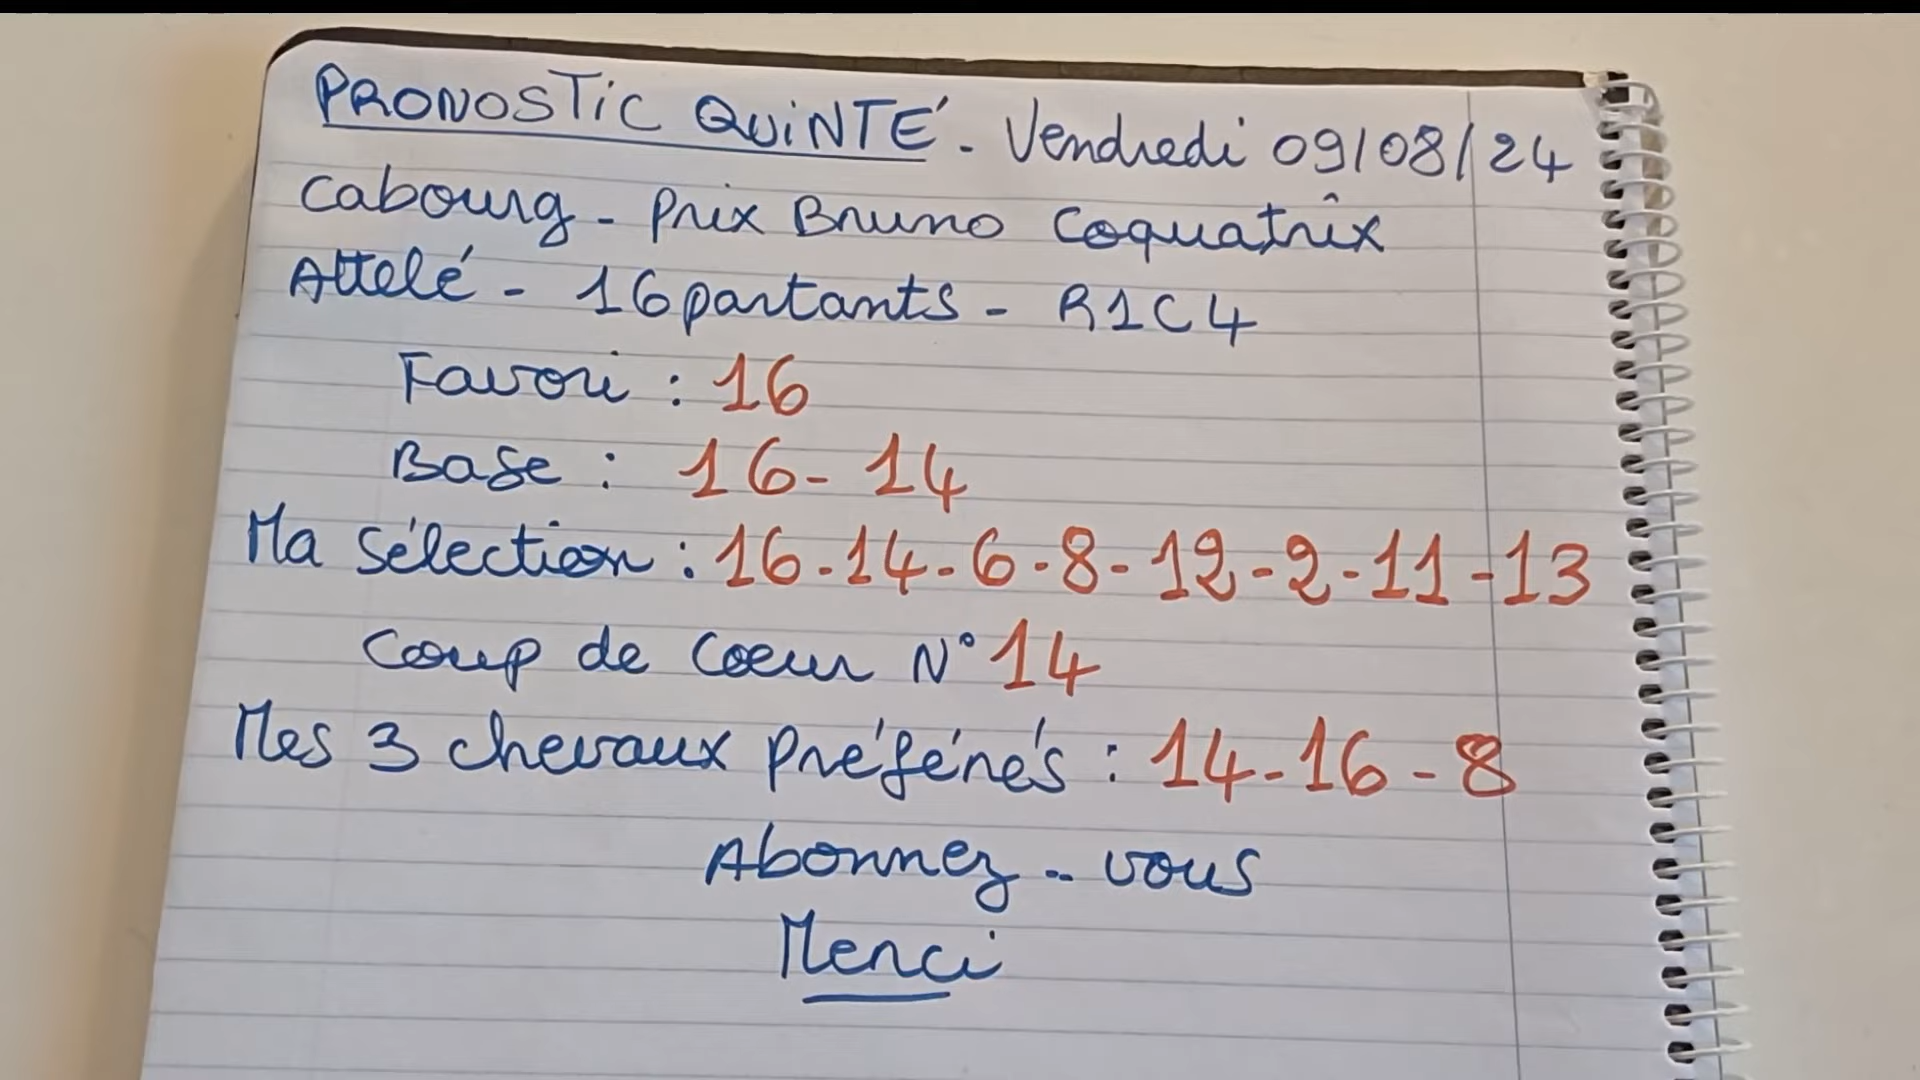 PRONOSTIC QUINTÉ - Vendredi 09/08/24
Cabourg - Prix Bruno Coquatrîx
Attelé - 16 partants - R1C4
Favori : 16
Base : 16 - 14
Ma sélection : 16 - 14 - 6 - 8 - 12 - 2 - 11 - 13
Coup de Coeur N° 14
Mes 3 chevaux préférés : 14 - 16 - 8
Abonnez - vous
Merci